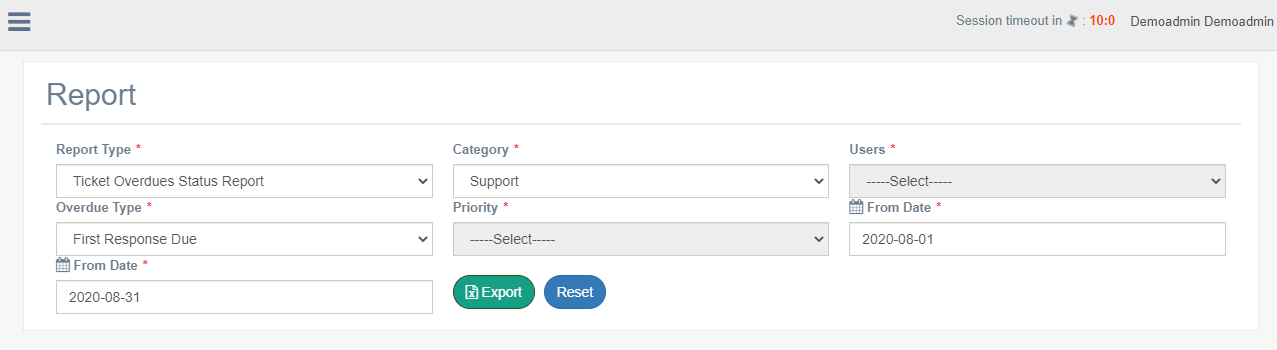 Session timeout in : 10:0 Demoadmin Demoadmin
Report
Report Type * Category * Users *
Ticket Overdues Status Report Support -----Select-----
Overdue Type * Priority * From Date *
First Response Due -----Select----- 2020-08-01
From Date *
2020-08-31 Export Reset